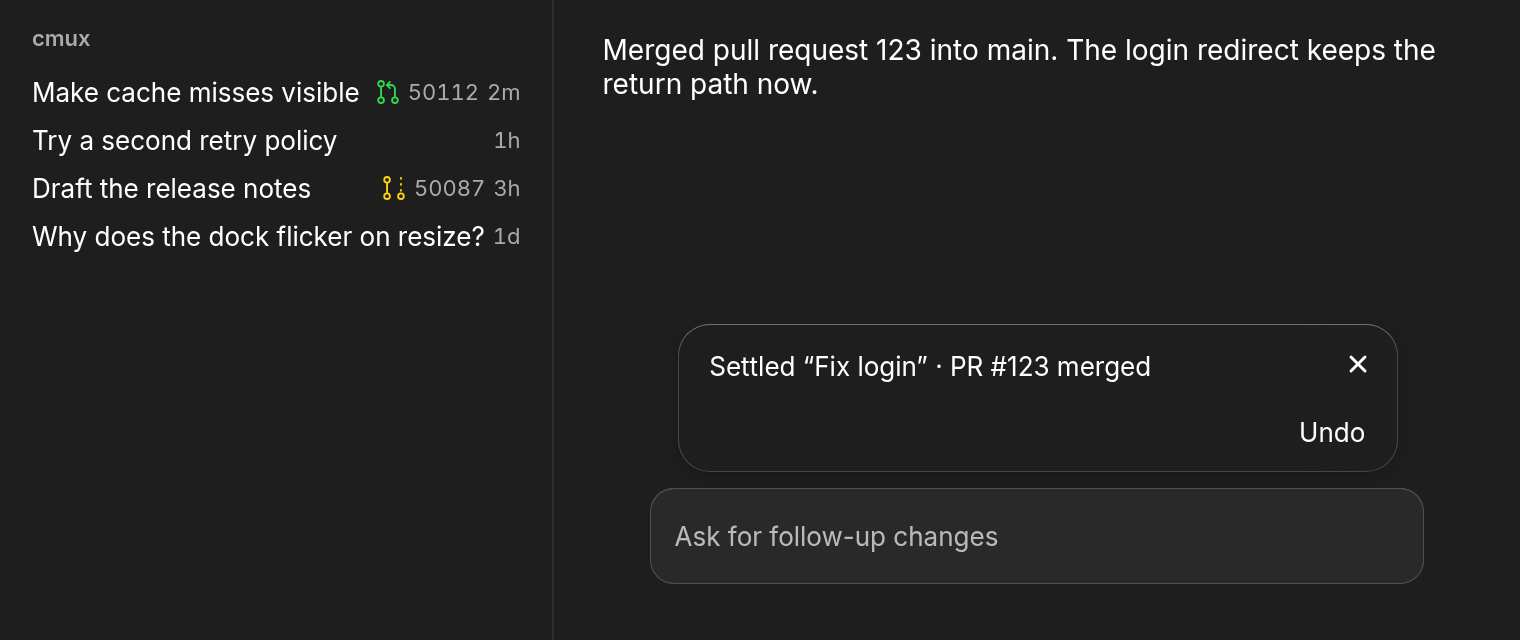 cmux
Make cache misses visible 50112 2m
Try a second retry policy 1h
Draft the release notes 50087 3h
Why does the dock flicker on resize? 1d
Merged pull request 123 into main. The login redirect keeps the
return path now.
Settled “Fix login” · PR #123 merged
Undo
Ask for follow-up changes